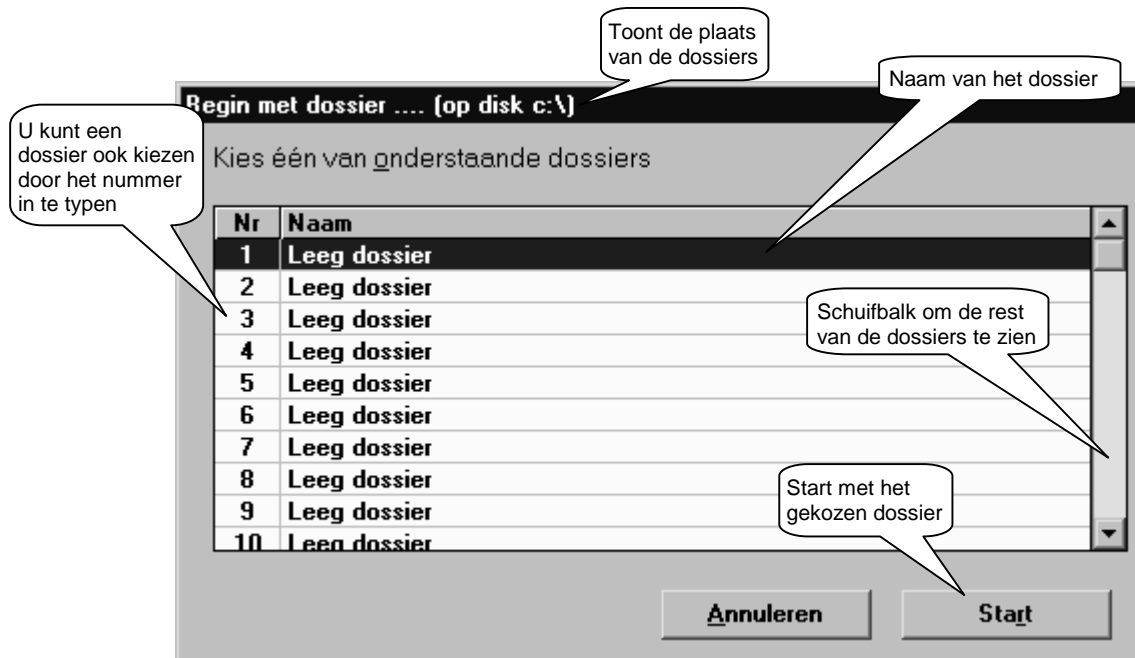 Toont de plaats
van de dossiers
Naam van het dossier
Begin met dossier .... (op disk c:\)
U kunt een
dossier ook kiezen
door het nummer
in te typen
Kies één van onderstaande dossiers
Nr Naam
1 Leeg dossier
2 Leeg dossier
3 Leeg dossier
4 Leeg dossier
5 Leeg dossier
6 Leeg dossier
7 Leeg dossier
8 Leeg dossier
9 Leeg dossier
10 Leeg dossier
Schuifbalk om de rest
van de dossiers te zien
Start met het
gekozen dossier
Annuleren
Start